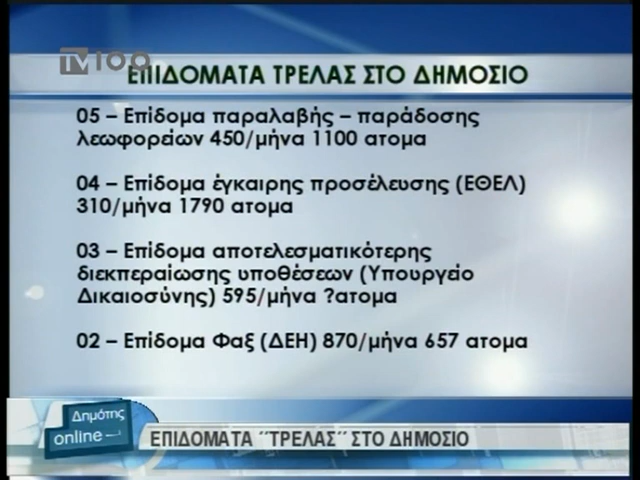 TV100
ΕΠΙΔΟΜΑΤΑ ΤΡΕΛΑΣ ΣΤΟ ΔΗΜΟΣΙΟ
05 – Επίδομα παραλαβής – παράδοσης
λεωφορείων 450/μήνα 1100 ατομα
04 – Επίδομα έγκαιρης προσέλευσης (ΕΘΕΛ)
310/μήνα 1790 ατομα
03 – Επίδομα αποτελεσματικότερης
διεκπεραίωσης υποθέσεων (Υπουργείο
Δικαιοσύνης) 595/μήνα ?ατομα
02 – Επίδομα Φαξ (ΔΕΗ) 870/μήνα 657 ατομα
Δημότης
online
ΕΠΙΔΟΜΑΤΑ ΄΄ΤΡΕΛΑΣ΄΄ ΣΤΟ ΔΗΜΟΣΙΟ